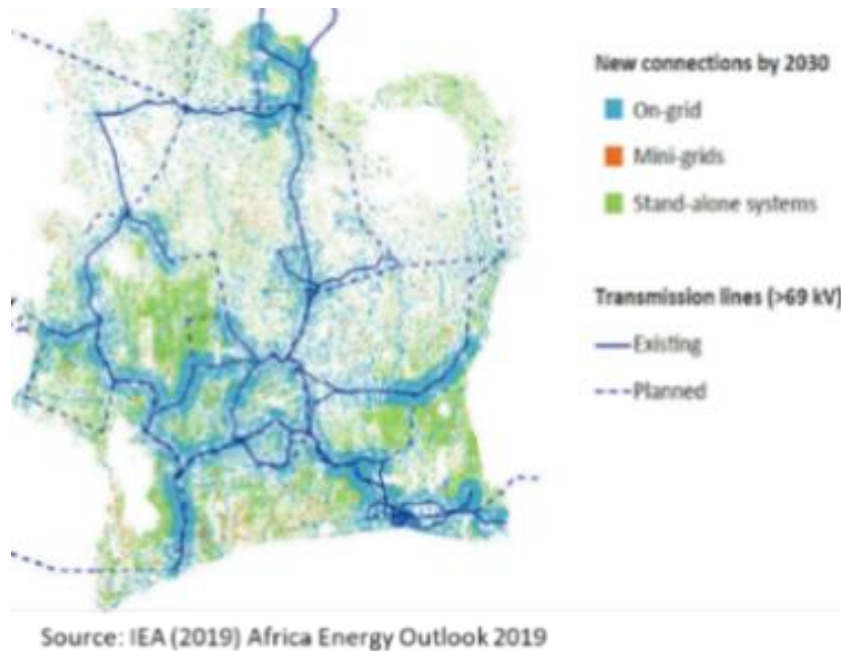 New connections by 2030
On-grid
Mini-grids
Stand-alone systems
Transmission lines (>69 kV)
Existing
Planned
Source: IEA (2019) Africa Energy Outlook 2019